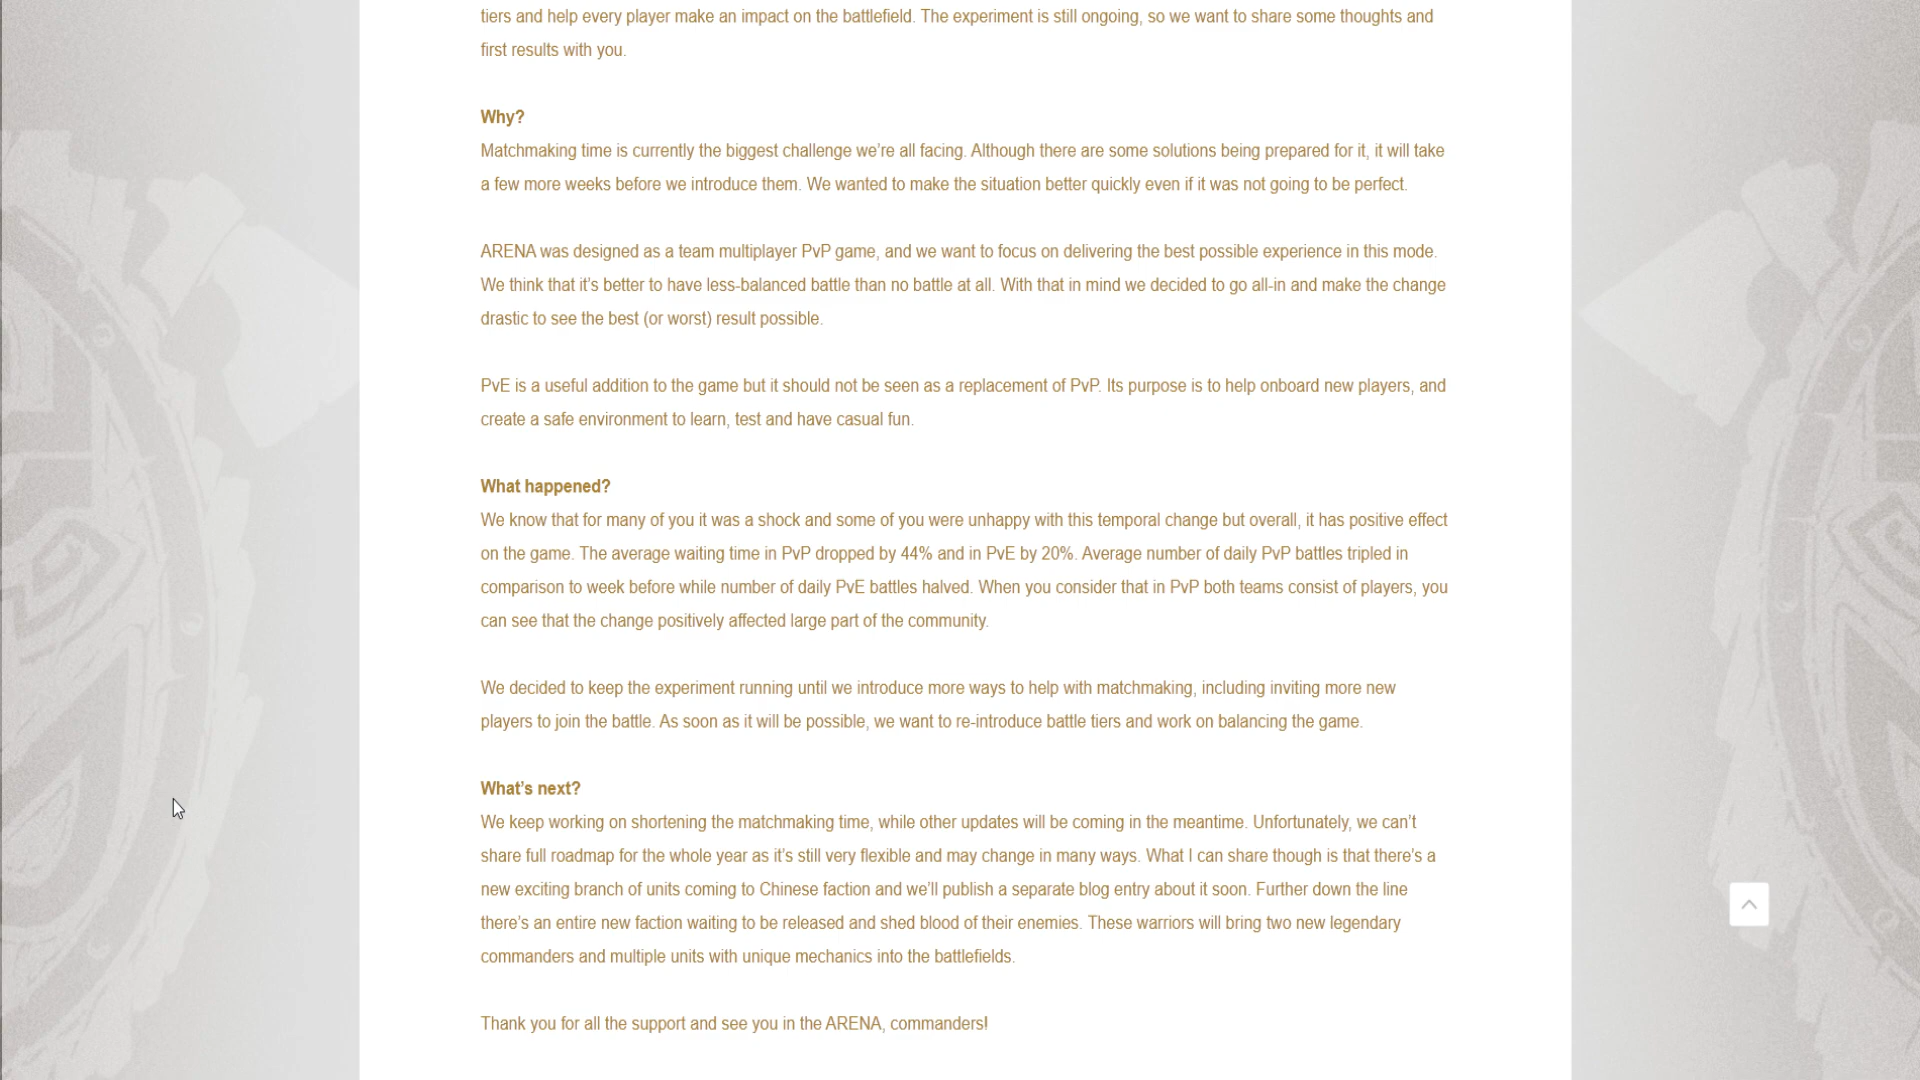 tiers and help every player make an impact on the battlefield. The experiment is still ongoing, so we want to share some thoughts and
first results with you.
Why?
Matchmaking time is currently the biggest challenge we’re all facing. Although there are some solutions being prepared for it, it will take
a few more weeks before we introduce them. We wanted to make the situation better quickly even if it was not going to be perfect.
ARENA was designed as a team multiplayer PvP game, and we want to focus on delivering the best possible experience in this mode.
We think that it’s better to have less-balanced battle than no battle at all. With that in mind we decided to go all-in and make the change
drastic to see the best (or worst) result possible.
PvE is a useful addition to the game but it should not be seen as a replacement of PvP. Its purpose is to help onboard new players, and
create a safe environment to learn, test and have casual fun.
What happened?
We know that for many of you it was a shock and some of you were unhappy with this temporal change but overall, it has positive effect
on the game. The average waiting time in PvP dropped by 44% and in PvE by 20%. Average number of daily PvP battles tripled in
comparison to week before while number of daily PvE battles halved. When you consider that in PvP both teams consist of players, you
can see that the change positively affected large part of the community.
We decided to keep the experiment running until we introduce more ways to help with matchmaking, including inviting more new
players to join the battle. As soon as it will be possible, we want to re-introduce battle tiers and work on balancing the game.
What’s next?
We keep working on shortening the matchmaking time, while other updates will be coming in the meantime. Unfortunately, we can’t
share full roadmap for the whole year as it’s still very flexible and may change in many ways. What I can share though is that there’s a
new exciting branch of units coming to Chinese faction and we’ll publish a separate blog entry about it soon. Further down the line
there’s an entire new faction waiting to be released and shed blood of their enemies. These warriors will bring two new legendary
commanders and multiple units with unique mechanics into the battlefields.
Thank you for all the support and see you in the ARENA, commanders!